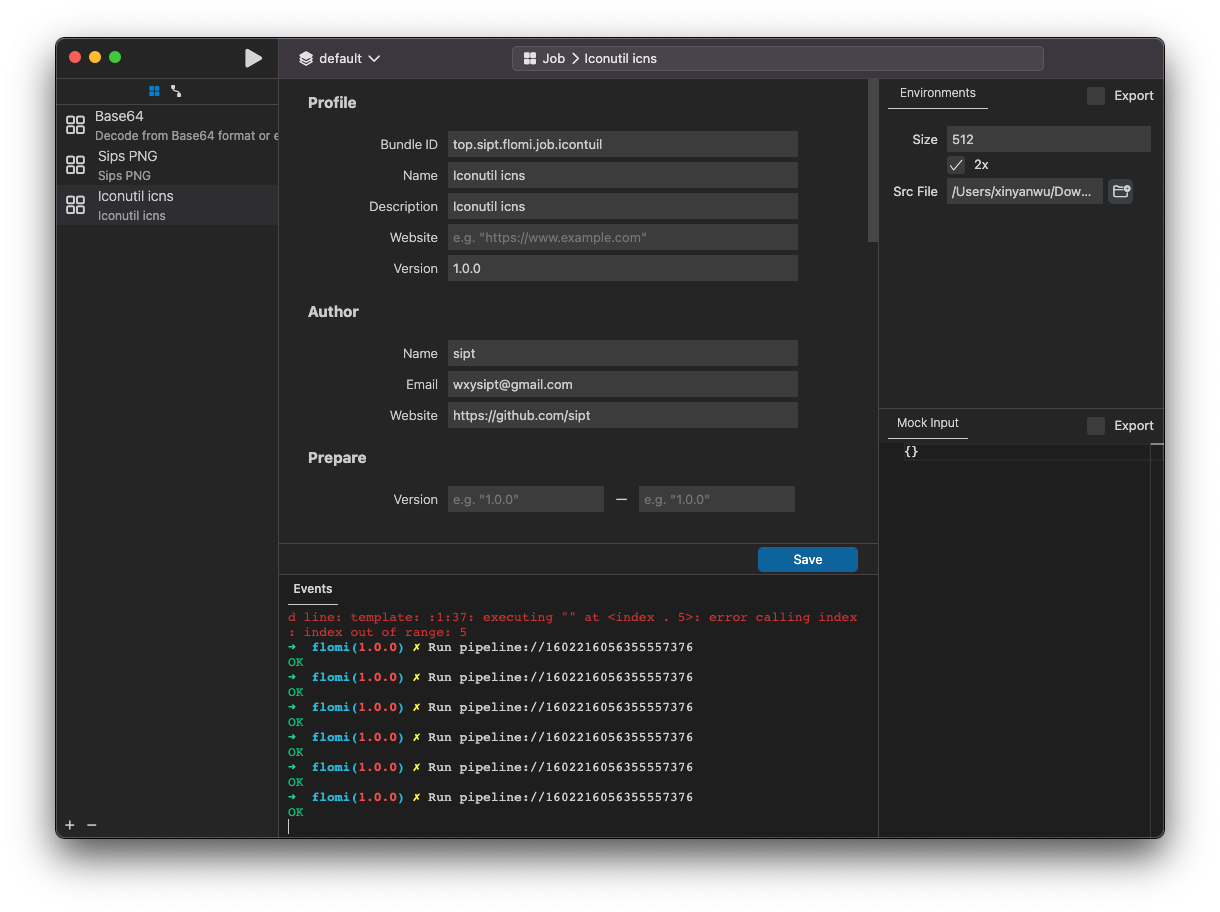 default
Job > Iconutil icns
Base64
Decode from Base64 format or e
Sips PNG
Sips PNG
Iconutil icns
Iconutil icns
Profile
Bundle ID top.sipt.flomi.job.icontuil
Name Iconutil icns
Description Iconutil icns
Website e.g. "https://www.example.com"
Version 1.0.0
Author
Name sipt
Email wxysipt@gmail.com
Website https://github.com/sipt
Prepare
Version e.g. "1.0.0" — e.g. "1.0.0"
Save
Events
d line: template: :1:37: executing "" at <index . 5>: error calling index
: index out of range: 5
➜ flomi(1.0.0) ✗ Run pipeline://1602216056355557376
OK
➜ flomi(1.0.0) ✗ Run pipeline://1602216056355557376
OK
➜ flomi(1.0.0) ✗ Run pipeline://1602216056355557376
OK
➜ flomi(1.0.0) ✗ Run pipeline://1602216056355557376
OK
➜ flomi(1.0.0) ✗ Run pipeline://1602216056355557376
OK
➜ flomi(1.0.0) ✗ Run pipeline://1602216056355557376
OK
Environments Export
Size 512
2x
Src File /Users/xinyanwu/Dow...
Mock Input Export
{}
+ −